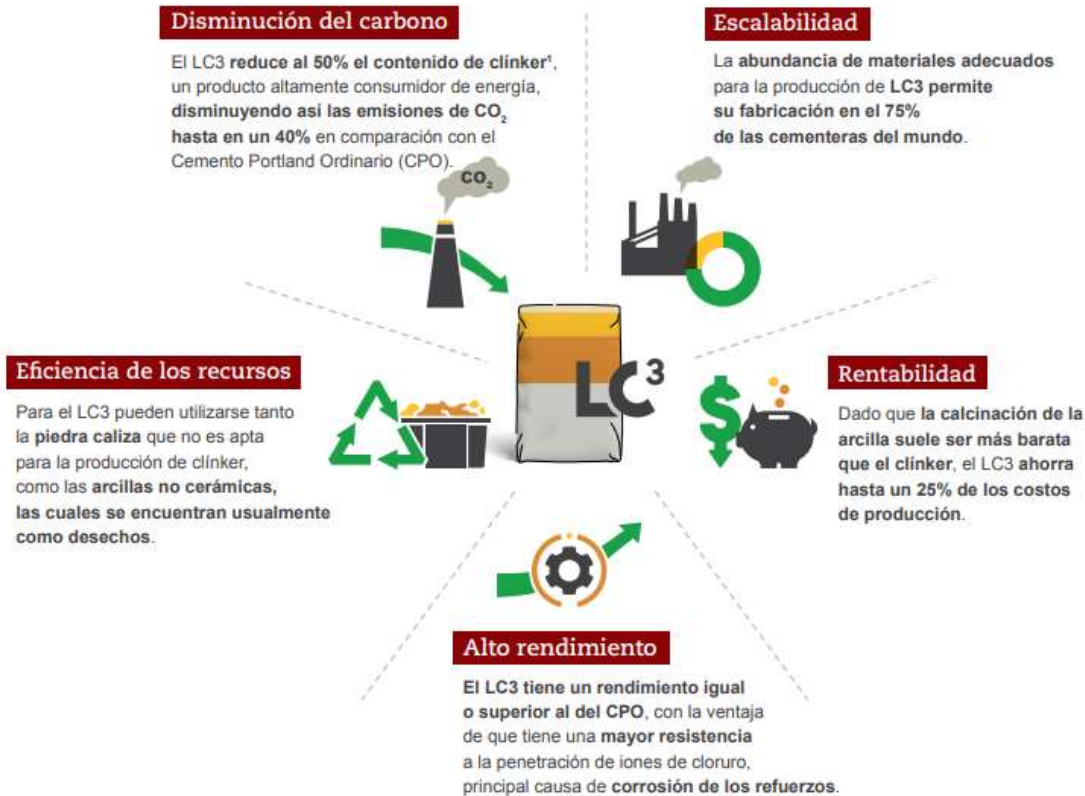 Disminución del carbono
El LC3 reduce al 50% el contenido de clínker¹,
un producto altamente consumidor de energía,
disminuyendo así las emisiones de CO₂
hasta en un 40% en comparación con el
Cemento Portland Ordinario (CPO).
CO₂
Escalabilidad
La abundancia de materiales adecuados
para la producción de LC3 permite
su fabricación en el 75%
de las cementeras del mundo.
Eficiencia de los recursos
Para el LC3 pueden utilizarse tanto
la piedra caliza que no es apta
para la producción de clínker,
como las arcillas no cerámicas,
las cuales se encuentran usualmente
como desechos.
LC³
$
Rentabilidad
Dado que la calcinación de la
arcilla suele ser más barata
que el clínker, el LC3 ahorra
hasta un 25% de los costos
de producción.
Alto rendimiento
El LC3 tiene un rendimiento igual
o superior al del CPO, con la ventaja
de que tiene una mayor resistencia
a la penetración de iones de cloruro,
principal causa de corrosión de los refuerzos.